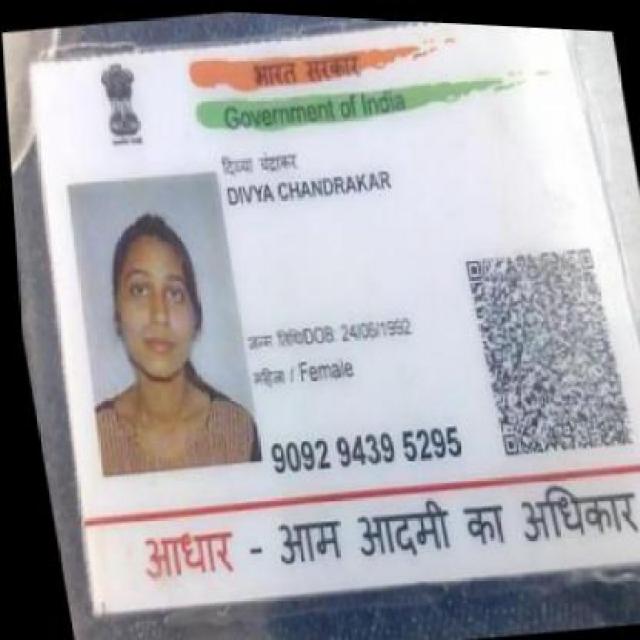 भारत सरकार
Government of India
दिव्या चंद्राकर
DIVYA CHANDRAKAR
जन्म तिथि/DOB: 24/06/1992
महिला / Female
9092 9439 5295
आधार - आम आदमी का अधिकार